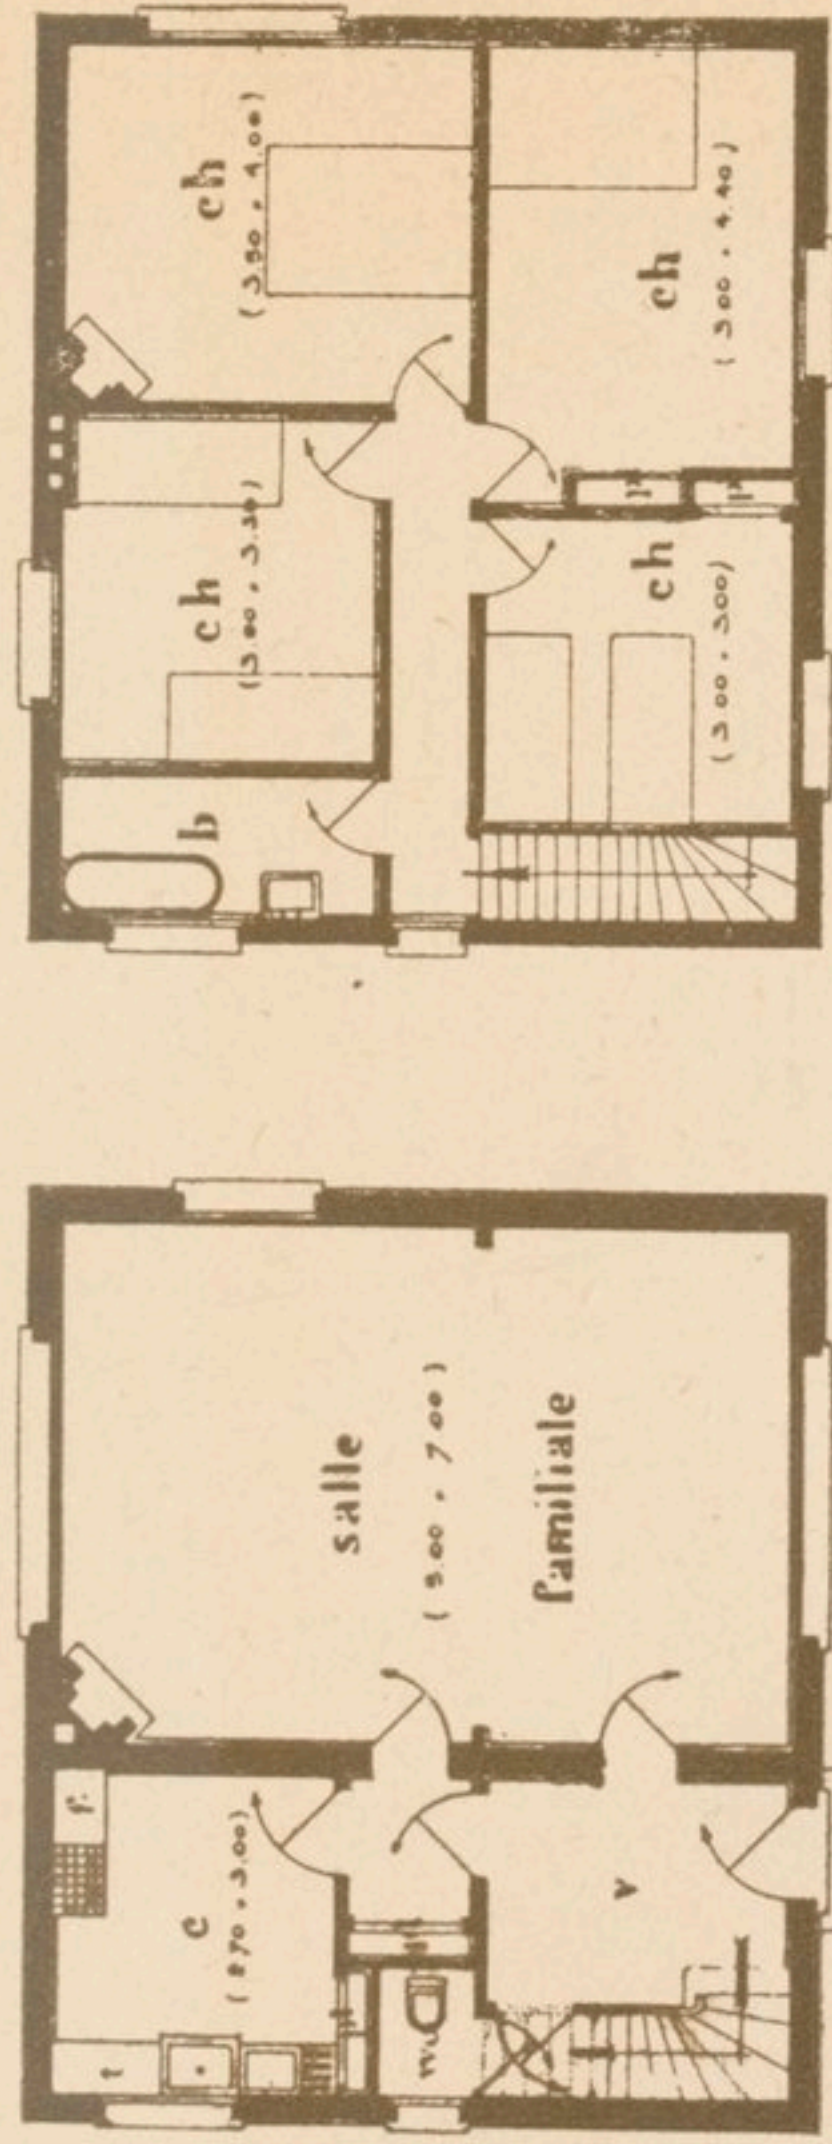 ch
(3.90 × 4.00)
ch
(3.00 × 4.40)
ch
(3.00 × 3.30)
ch
(3.00 × 3.00)
p
p
b
salle
familiale
(5.00 × 7.00)
f.
c
(2.70 × 3.00)
v
t
wc